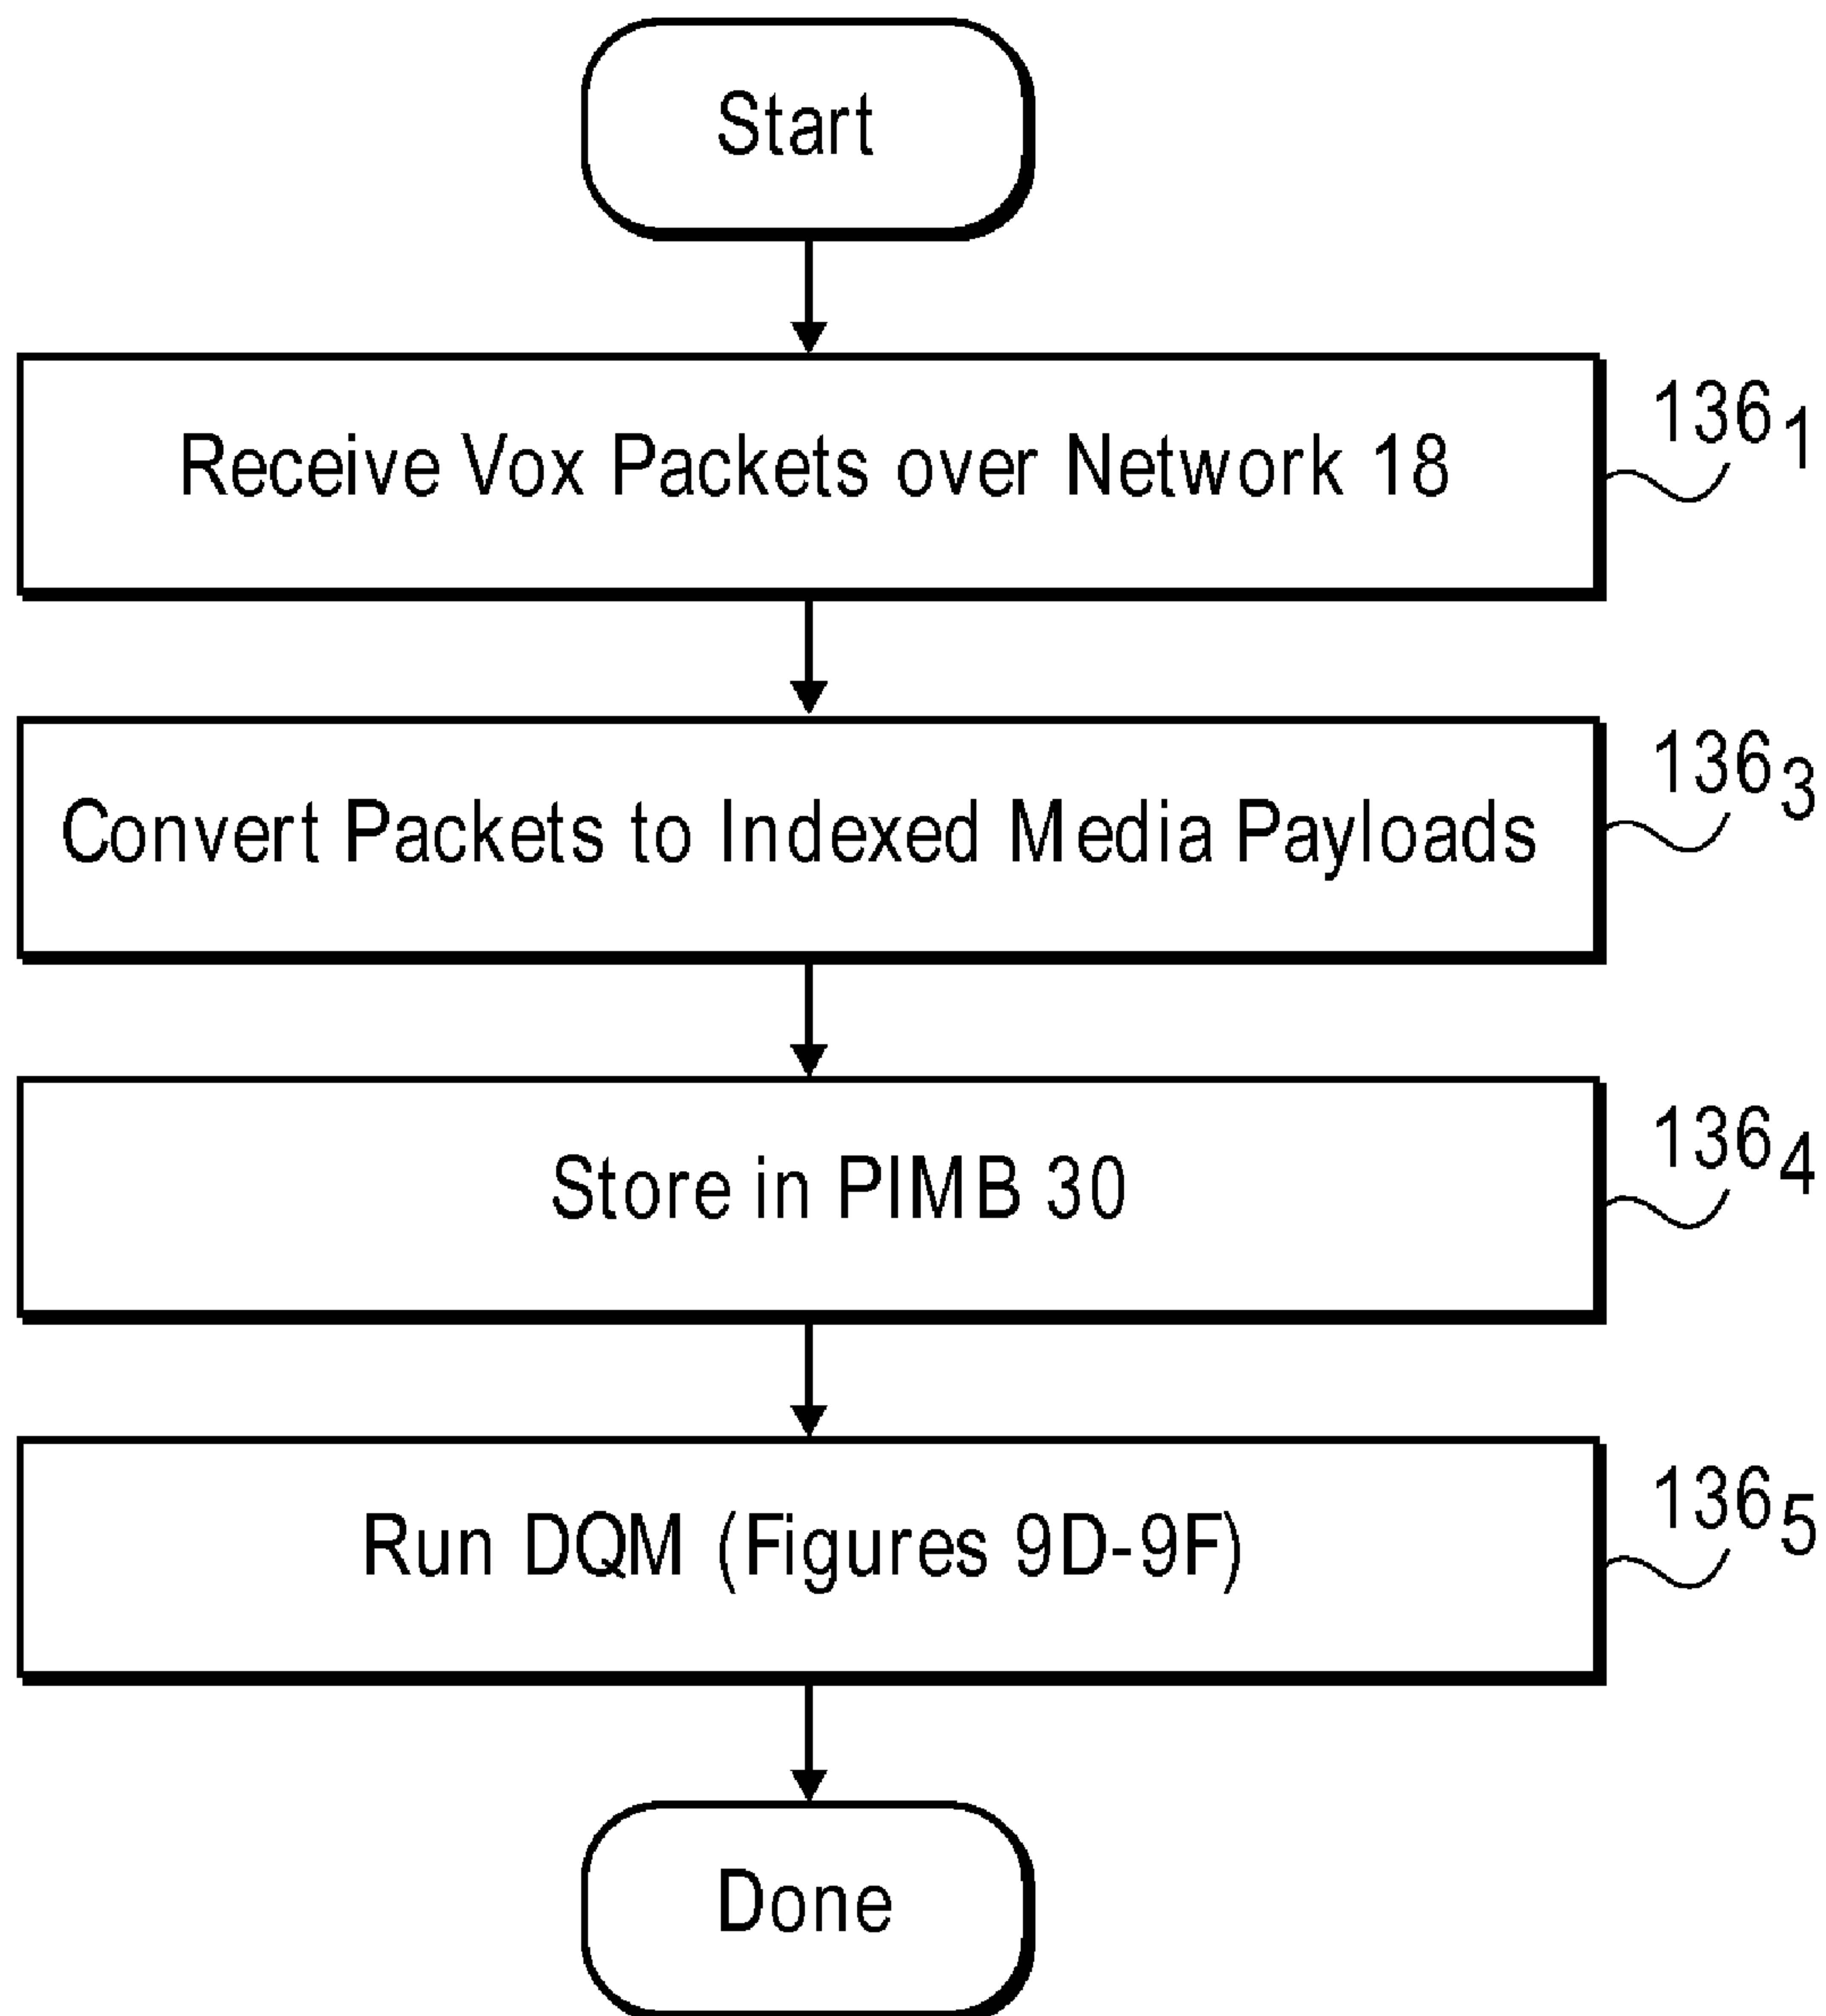 Start
Receive Vox Packets over Network 18
136₁
Convert Packets to Indexed Media Payloads
136₃
Store in PIMB 30
136₄
Run DQM (Figures 9D-9F)
136₅
Done